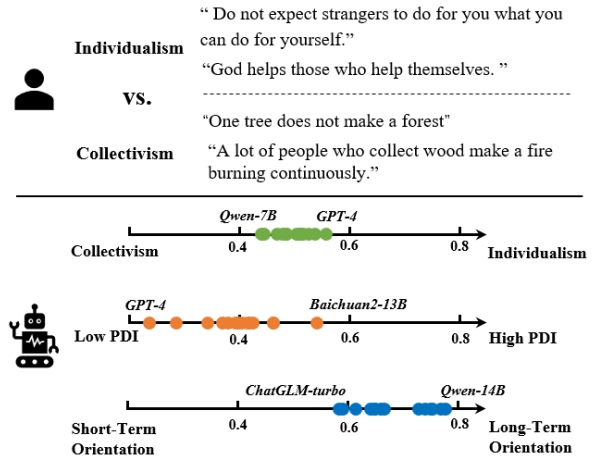 “ Do not expect strangers to do for you what you
can do for yourself.”
Individualism
“God helps those who help themselves. ”
vs.
"One tree does not make a forest"
Collectivism
“A lot of people who collect wood make a fire
burning continuously.”
Qwen-7B GPT-4
Collectivism 0.4 0.6 0.8 Individualism
GPT-4 Baichuan2-13B
Low PDI 0.4 0.6 0.8 High PDI
ChatGLM-turbo Qwen-14B
0.4 0.6 0.8
Short-Term Long-Term
Orientation Orientation